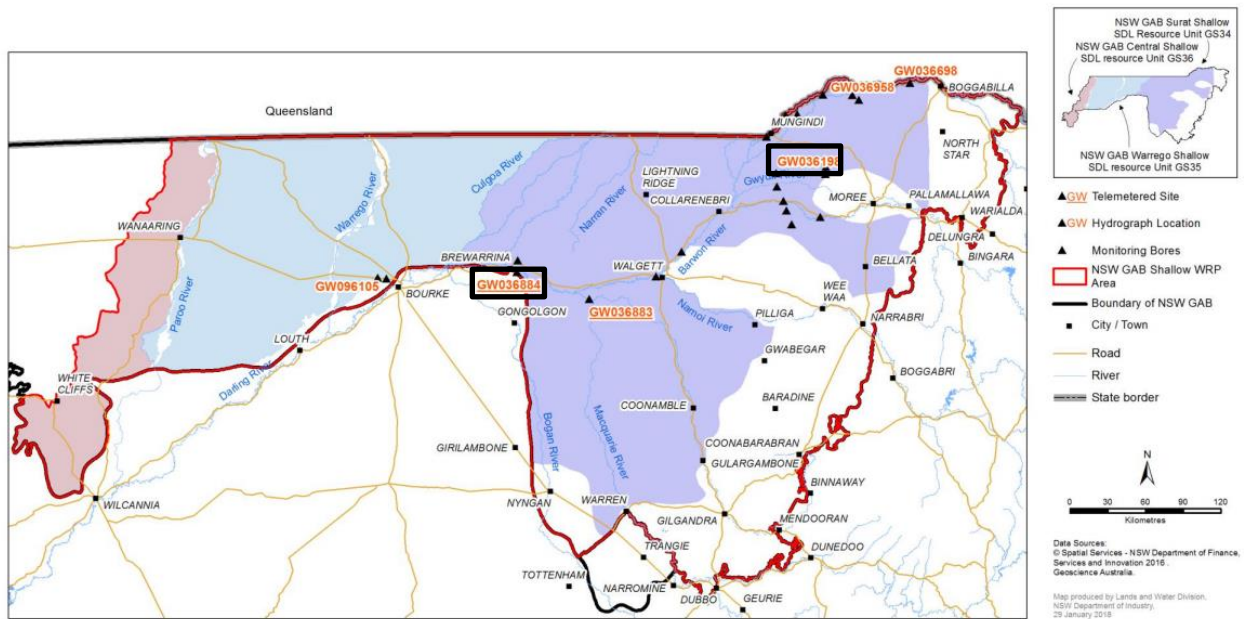 Queensland
GW036698
GW036958
BOGGABILLA
MUNGINDI
NORTH
STAR
GW036198
Culgoa River
LIGHTNING
RIDGE
COLLARENEBRI
MOREE
PALLAMALLAWA
WARIALDA
Warrego River
Narran River
WANAARING
DELUNGRA
BINGARA
Barwon River
BREWARRINA
WALGETT
BELLATA
GW096105
GW036884
BOURKE
Paroo River
GW036883
WEE
WAA
GONGOLGON
Namoi River
PILLIGA
NARRABRI
LOUTH
GWABEGAR
Darling River
WHITE
CLIFFS
BOGGABRI
COONAMBLE
BARADINE
Bogan River
Macquarie River
GIRILAMBONE
COONABARABRAN
GULARGAMBONE
BINNAWAY
WILCANNIA
NYNGAN
WARREN
GILGANDRA
MENDOORAN
TRANGIE
DUNEDOO
TOTTENHAM
NARROMINE
DUBBO
GEURIE
NSW GAB Surat Shallow
SDL Resource Unit GS34
NSW GAB Central Shallow
SDL resource Unit GS36
NSW GAB Warrego Shallow
SDL resource Unit GS35
GW Telemetered Site
GW Hydrograph Location
Monitoring Bores
NSW GAB Shallow WRP
Area
Boundary of NSW GAB
City / Town
Road
River
State border
N
0 30 60 90 120
Kilometres
Data Sources:
© Spatial Services - NSW Department of Finance,
Services and Innovation 2016 .
Geoscience Australia.
Map produced by Lands and Water Division,
NSW Department of Industry,
29 January 2018